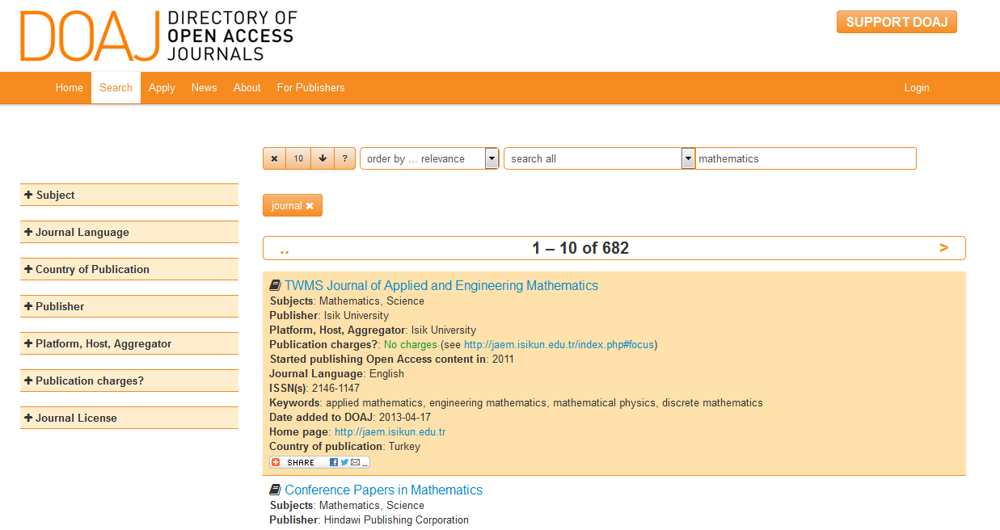 DOAJ DIRECTORY OF
OPEN ACCESS
JOURNALS
SUPPORT DOAJ
Home Search Apply News About For Publishers Login
10 ? order by ... relevance search all mathematics
journal
.. 1 – 10 of 682 >
Subject
Journal Language
Country of Publication
Publisher
Platform, Host, Aggregator
Publication charges?
Journal License
TWMS Journal of Applied and Engineering Mathematics
Subjects: Mathematics, Science
Publisher: Isik University
Platform, Host, Aggregator: Isik University
Publication charges?: No charges (see http://jaem.isikun.edu.tr/index.php#focus)
Started publishing Open Access content in: 2011
Journal Language: English
ISSN(s): 2146-1147
Keywords: applied mathematics, engineering mathematics, mathematical physics, discrete mathematics
Date added to DOAJ: 2013-04-17
Home page: http://jaem.isikun.edu.tr
Country of publication: Turkey
SHARE ...
Conference Papers in Mathematics
Subjects: Mathematics, Science
Publisher: Hindawi Publishing Corporation